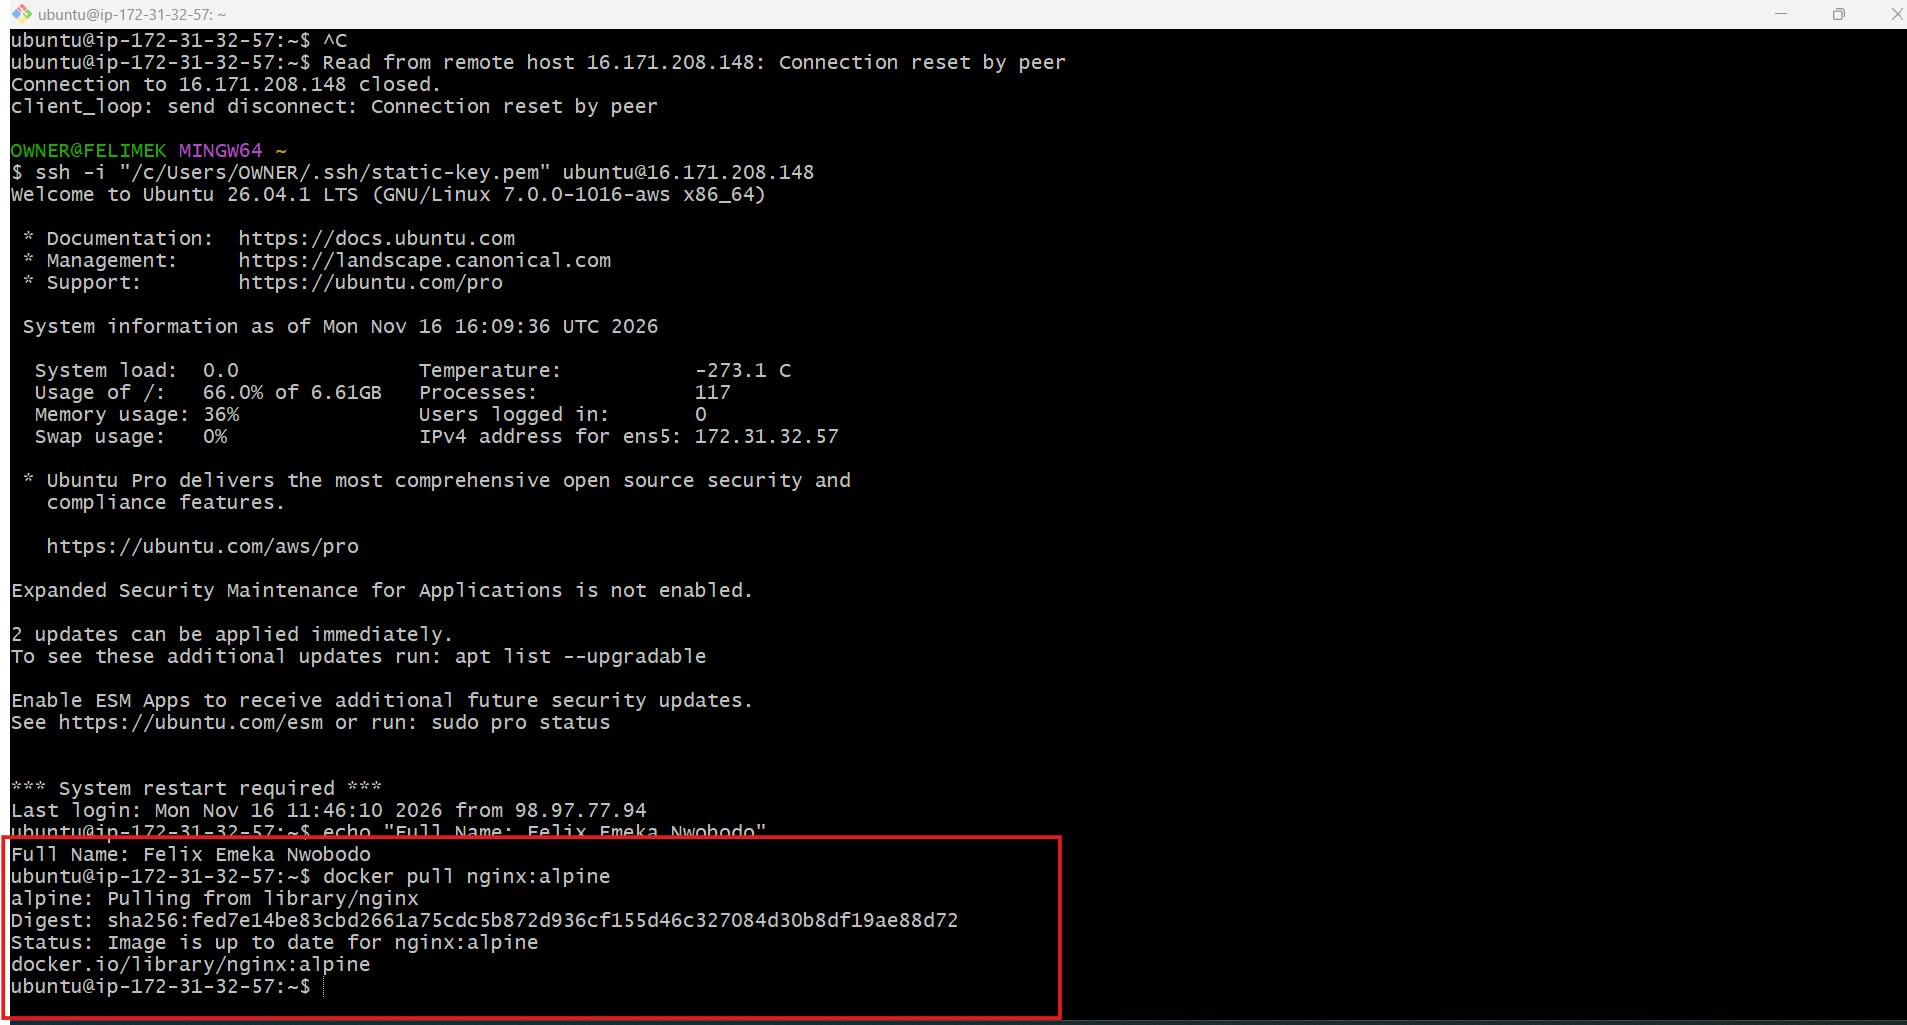 ubuntu@ip-172-31-32-57: ~
ubuntu@ip-172-31-32-57:~$ ^C
ubuntu@ip-172-31-32-57:~$ Read from remote host 16.171.208.148: Connection reset by peer
Connection to 16.171.208.148 closed.
client_loop: send disconnect: Connection reset by peer
OWNER@FELIMEK MINGW64 ~
$ ssh -i "/c/Users/OWNER/.ssh/static-key.pem" ubuntu@16.171.208.148
Welcome to Ubuntu 26.04.1 LTS (GNU/Linux 7.0.0-1016-aws x86_64)
* Documentation:  https://docs.ubuntu.com
* Management:     https://landscape.canonical.com
* Support:        https://ubuntu.com/pro
System information as of Mon Nov 16 16:09:36 UTC 2026
System load:  0.0               Temperature:           -273.1 C
Usage of /:   66.0% of 6.61GB   Processes:             117
Memory usage: 36%               Users logged in:       0
Swap usage:   0%                IPv4 address for ens5: 172.31.32.57
* Ubuntu Pro delivers the most comprehensive open source security and
compliance features.
https://ubuntu.com/aws/pro
Expanded Security Maintenance for Applications is not enabled.
2 updates can be applied immediately.
To see these additional updates run: apt list --upgradable
Enable ESM Apps to receive additional future security updates.
See https://ubuntu.com/esm or run: sudo pro status
*** System restart required ***
Last login: Mon Nov 16 11:46:10 2026 from 98.97.77.94
ubuntu@ip-172-31-32-57:~$ echo "Full Name: Felix Emeka Nwobodo"
Full Name: Felix Emeka Nwobodo
ubuntu@ip-172-31-32-57:~$ docker pull nginx:alpine
alpine: Pulling from library/nginx
Digest: sha256:fed7e14be83cbd2661a75cdc5b872d936cf155d46c327084d30b8df19ae88d72
Status: Image is up to date for nginx:alpine
docker.io/library/nginx:alpine
ubuntu@ip-172-31-32-57:~$